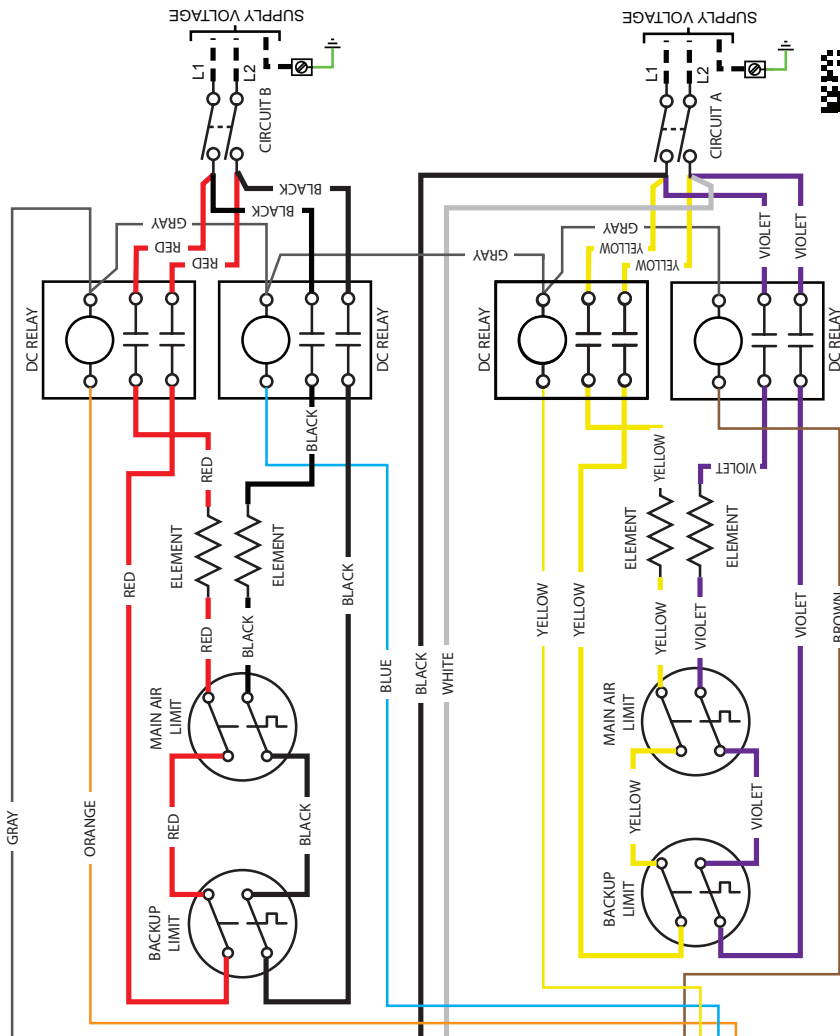 SUPPLY VOLTAGE
SUPPLY VOLTAGE
L1
L2
L1
L2
CIRCUIT B
CIRCUIT A
BLACK
BLACK
GRAY
RED
RED
GRAY
GRAY
YELLOW
YELLOW
VIOLET
VIOLET
DC RELAY
DC RELAY
DC RELAY
DC RELAY
BLACK
RED
YELLOW
VIOLET
ELEMENT
ELEMENT
ELEMENT
ELEMENT
RED
BLACK
YELLOW
YELLOW
VIOLET
BROWN
RED
BLACK
YELLOW
VIOLET
BLUE
BLACK
WHITE
MAIN AIR
LIMIT
MAIN AIR
LIMIT
GRAY
ORANGE
RED
BLACK
YELLOW
VIOLET
BACKUP
LIMIT
BACKUP
LIMIT